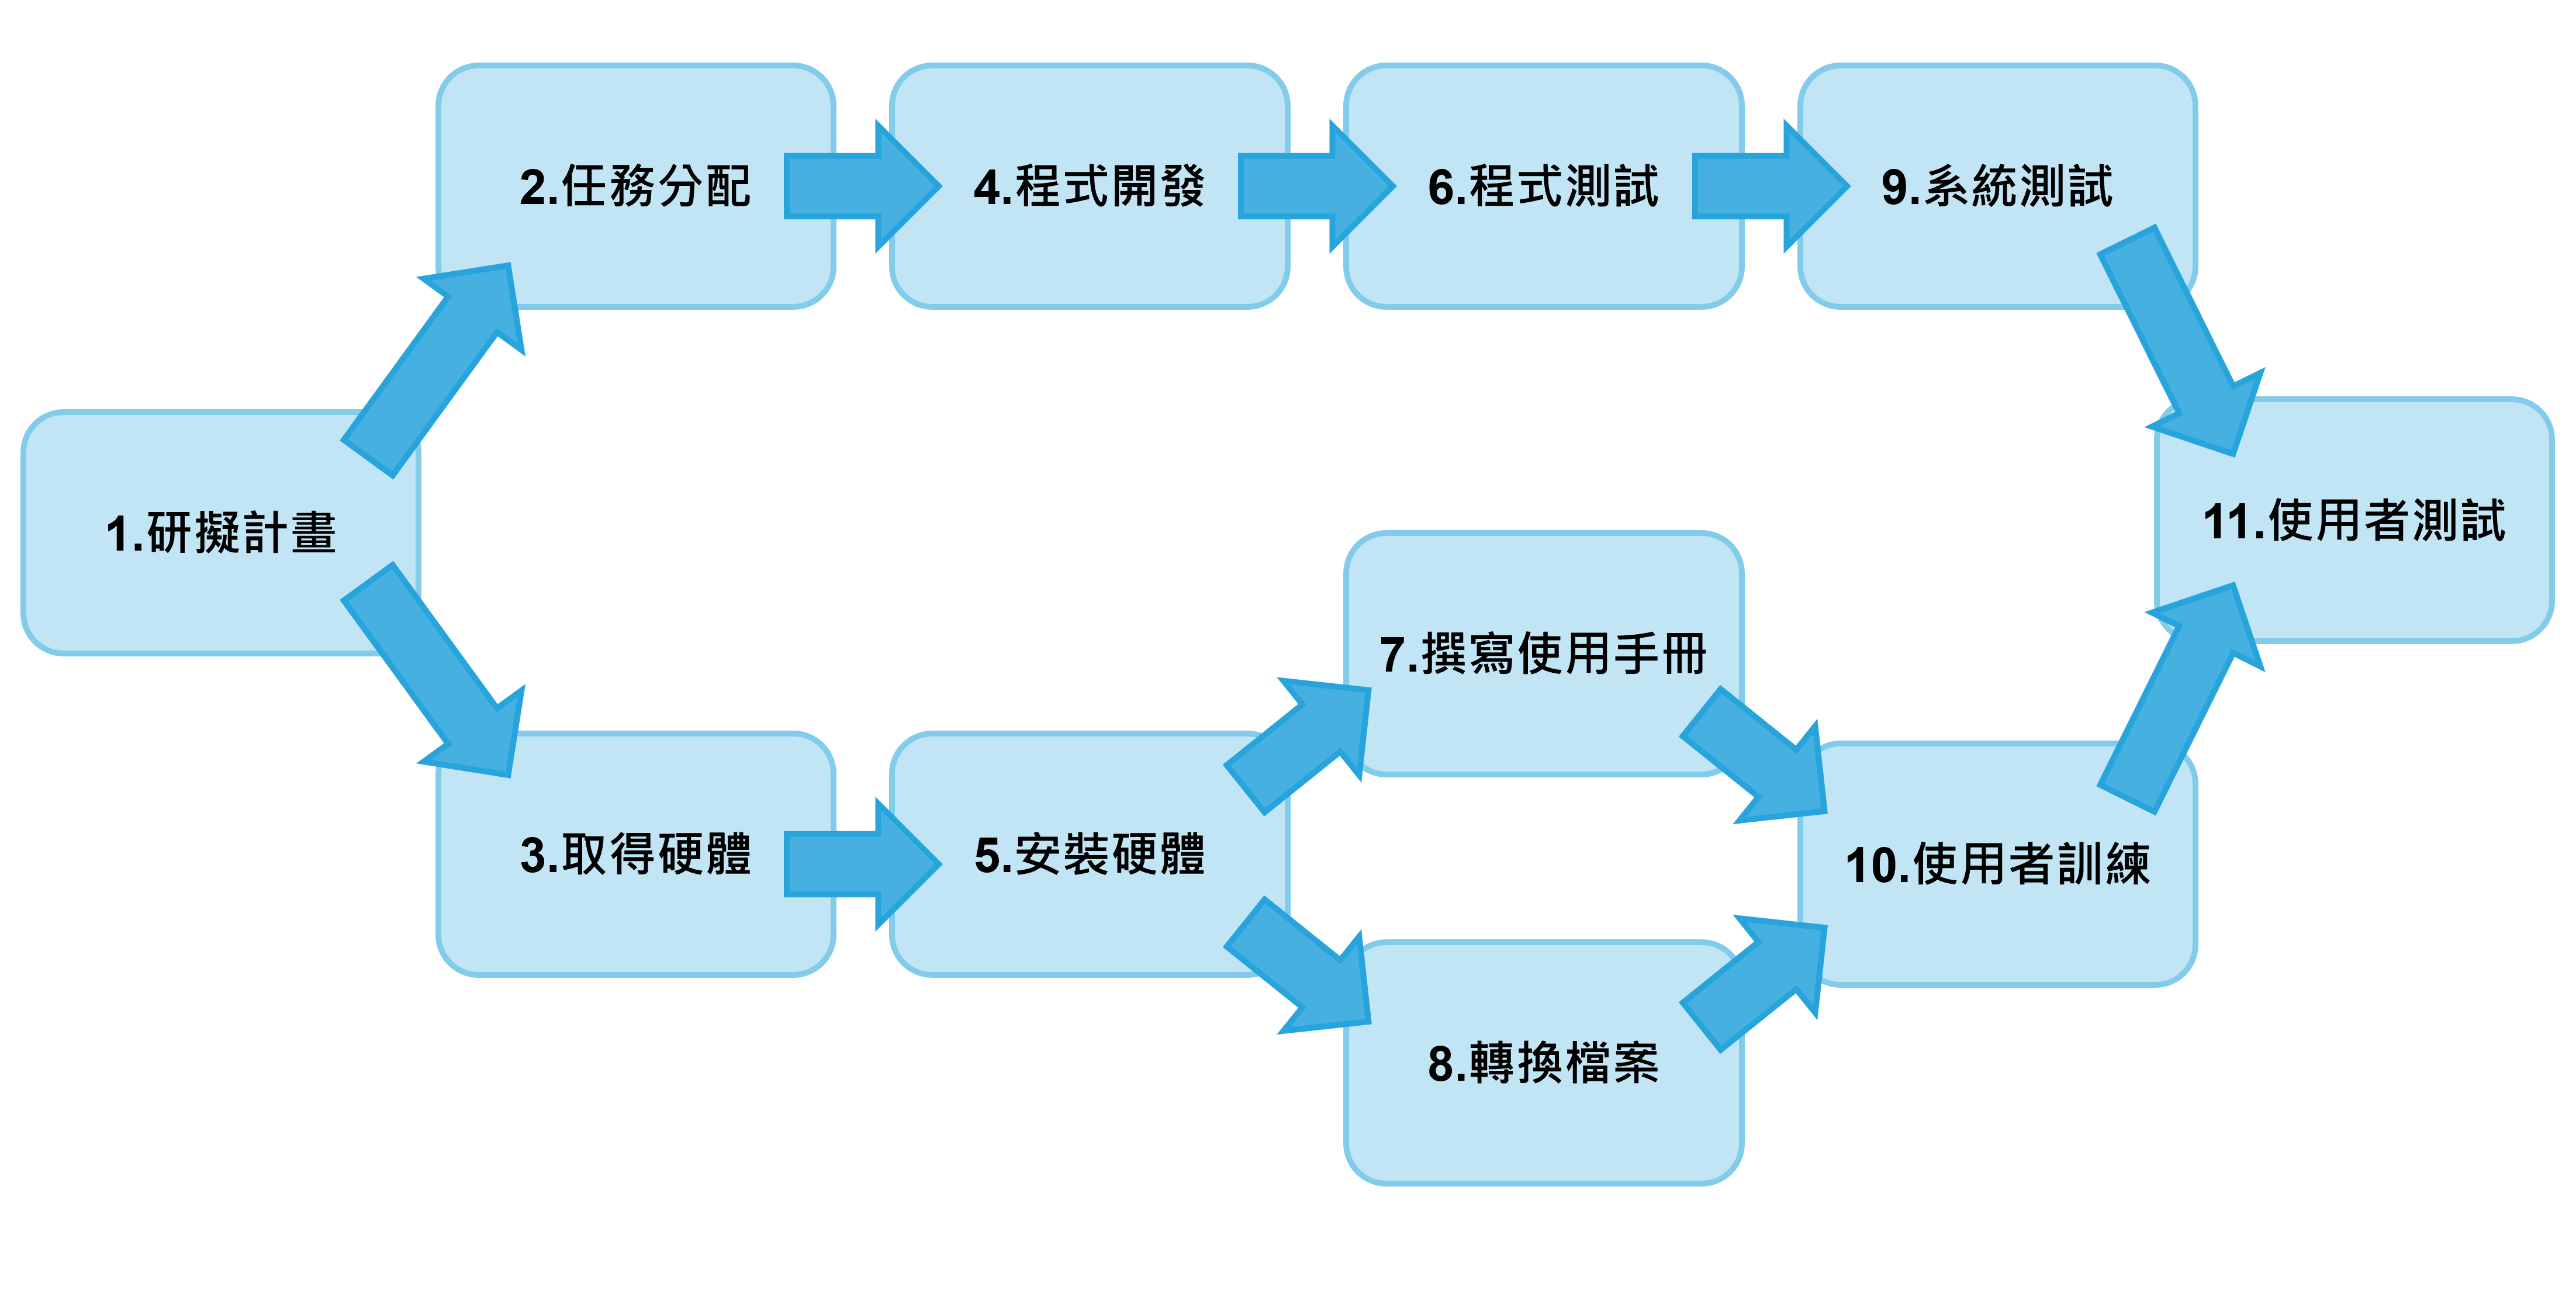 1.研擬計畫
2.任務分配
3.取得硬體
4.程式開發
5.安裝硬體
6.程式測試
7.撰寫使用手冊
8.轉換檔案
9.系統測試
10.使用者訓練
11.使用者測試